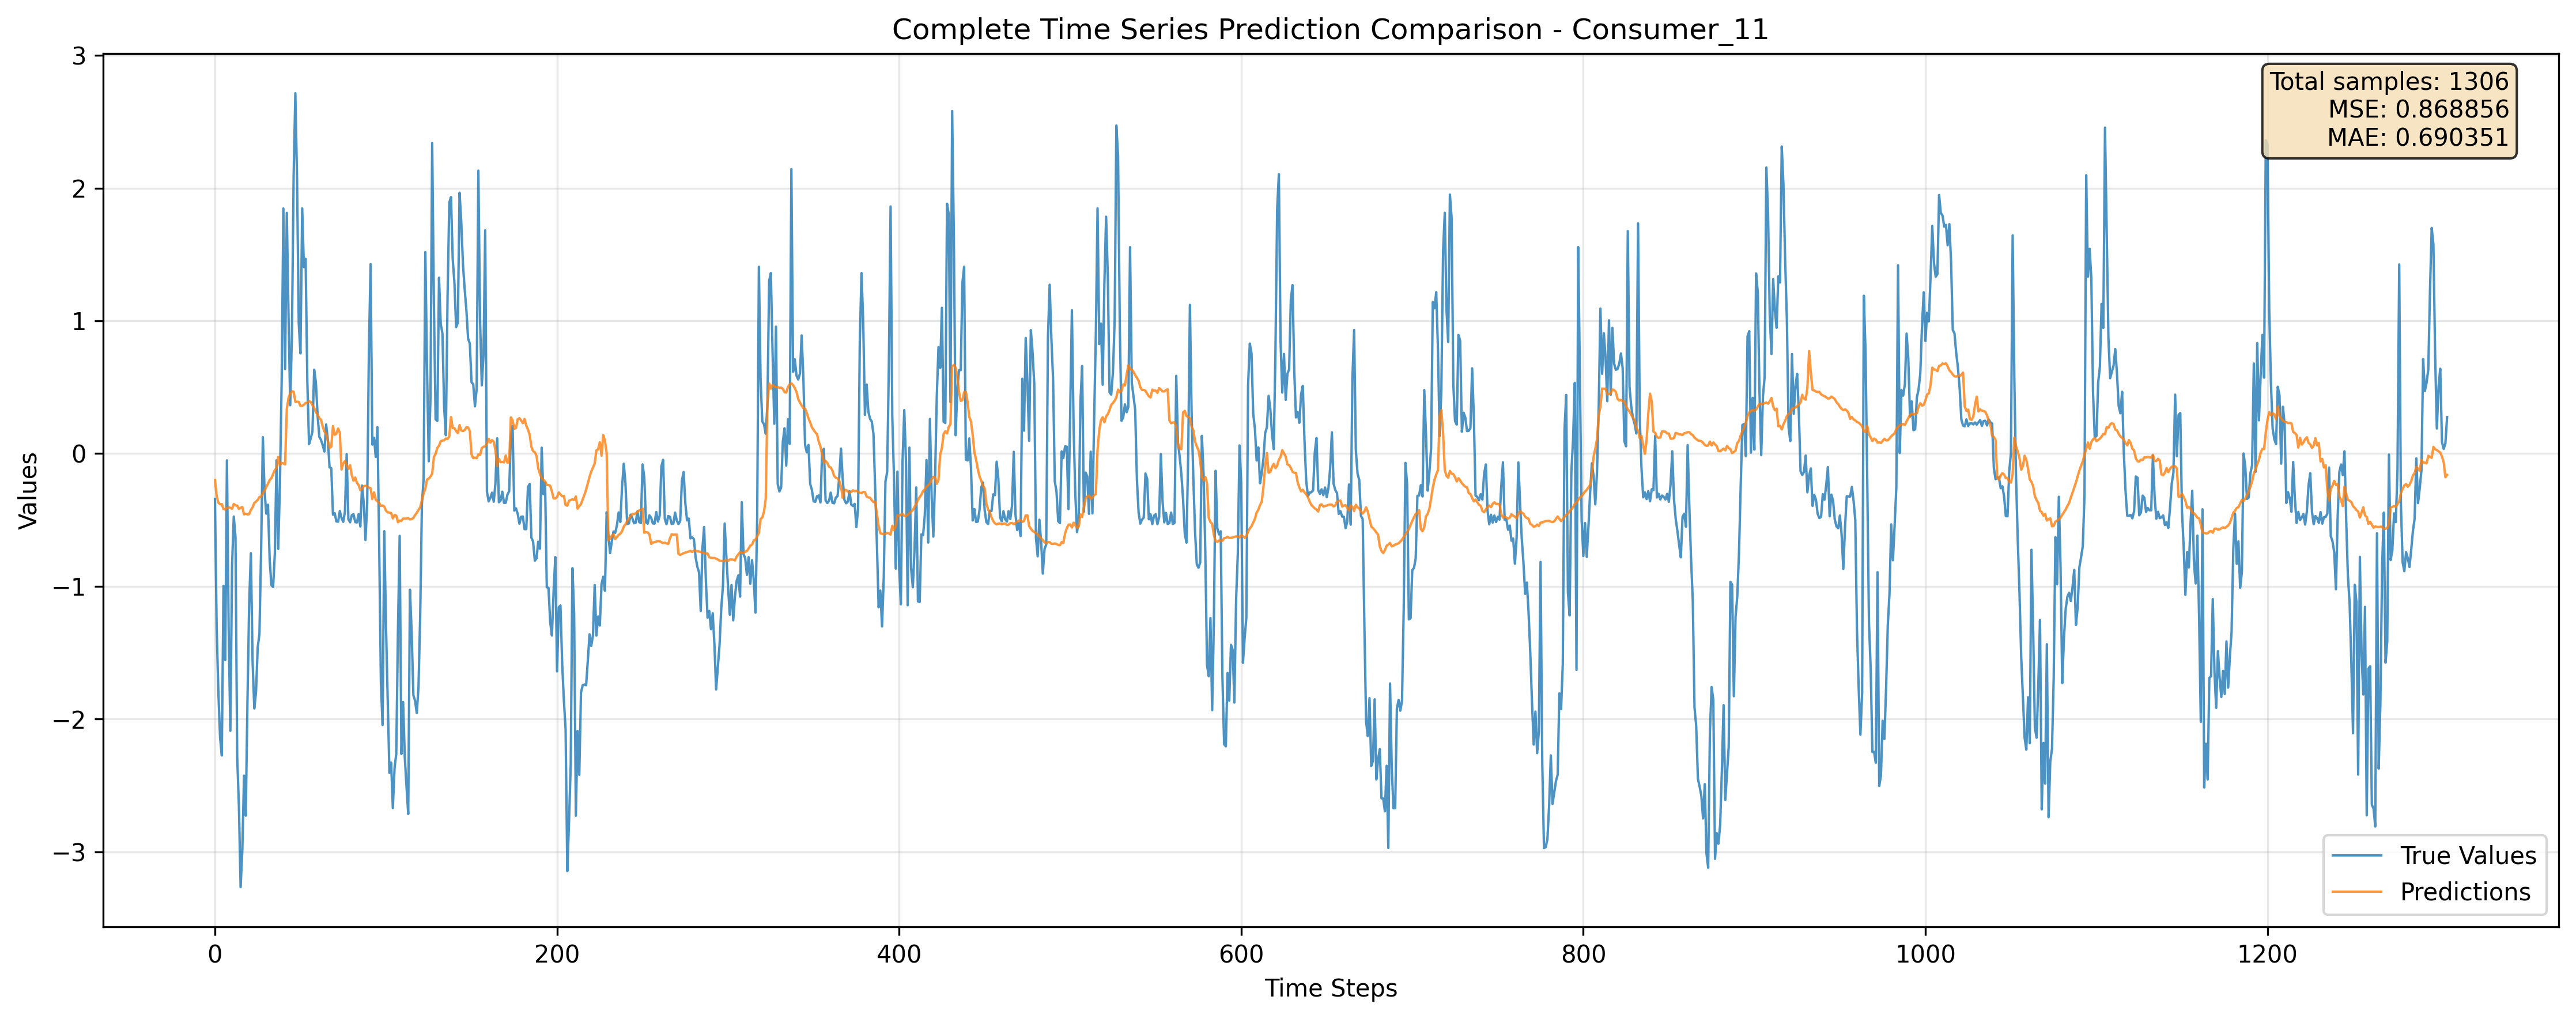 Complete Time Series Prediction Comparison - Consumer_11
Total samples: 1306
MSE: 0.868856
MAE: 0.690351
Values
3
2
1
0
−1
−2
−3
0
200
400
600
800
1000
1200
Time Steps
True Values
Predictions